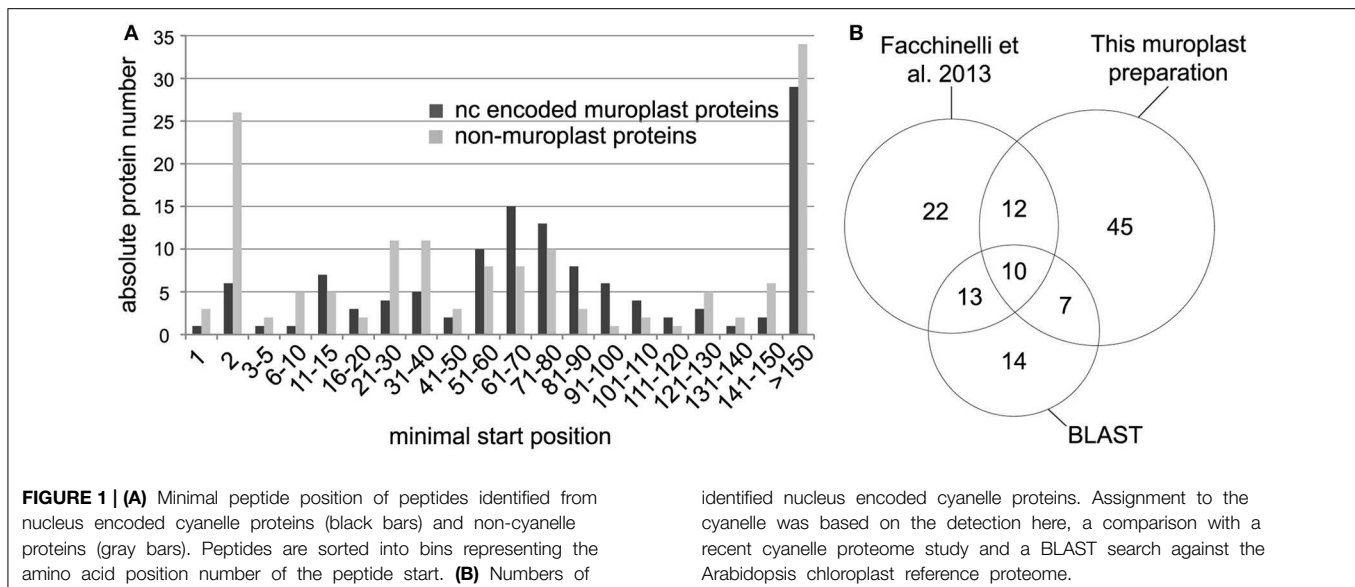 A
absolute protein number
35
30
25
20
15
10
5
0
nc encoded muroplast proteins
non-muroplast proteins
1
2
3-5
6-10
11-15
16-20
21-30
31-40
41-50
51-60
61-70
71-80
81-90
91-100
101-110
111-120
121-130
131-140
141-150
>150
minimal start position
B
Facchinelli et
al. 2013
This muroplast
preparation
22
12
45
10
13
7
14
BLAST
FIGURE 1 | (A) Minimal peptide position of peptides identified from
nucleus encoded cyanelle proteins (black bars) and non-cyanelle
proteins (gray bars). Peptides are sorted into bins representing the
amino acid position number of the peptide start. (B) Numbers of
identified nucleus encoded cyanelle proteins. Assignment to the
cyanelle was based on the detection here, a comparison with a
recent cyanelle proteome study and a BLAST search against the
Arabidopsis chloroplast reference proteome.